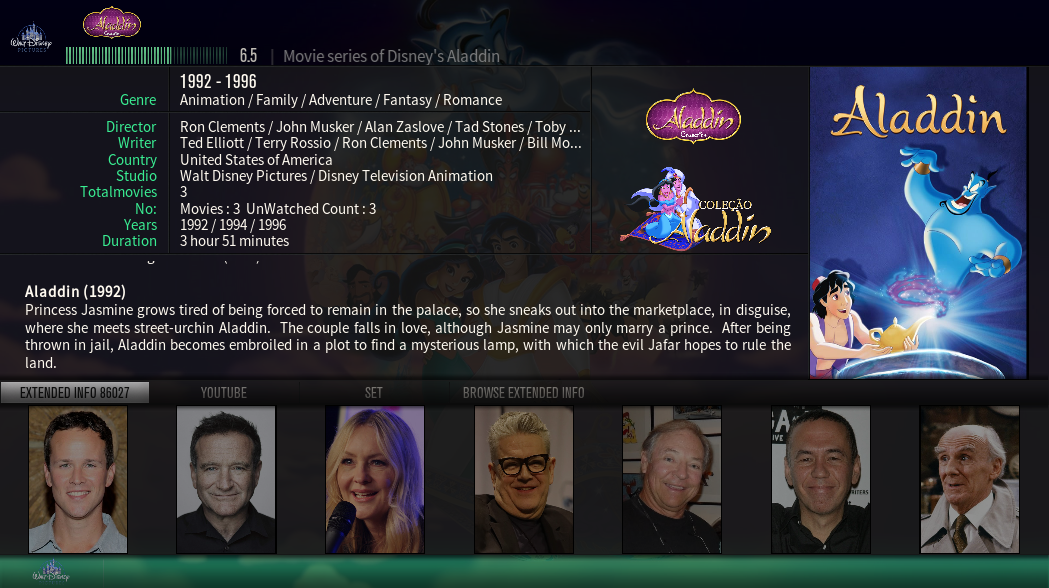 Aladdin
Walt Disney
PICTURES
6.5 | Movie series of Disney's Aladdin
1992 - 1996
Genre Animation / Family / Adventure / Fantasy / Romance
Director Ron Clements / John Musker / Alan Zaslove / Tad Stones / Toby ...
Writer Ted Elliott / Terry Rossio / Ron Clements / John Musker / Bill Mo...
Country United States of America
Studio Walt Disney Pictures / Disney Television Animation
Totalmovies 3
No: Movies : 3 UnWatched Count : 3
Years 1992 / 1994 / 1996
Duration 3 hour 51 minutes
Aladdin
Collection
COLEÇÃO
Aladdin
Aladdin
Aladdin (1992)
Princess Jasmine grows tired of being forced to remain in the palace, so she sneaks out into the marketplace, in disguise,
where she meets street-urchin Aladdin. The couple falls in love, although Jasmine may only marry a prince. After being
thrown in jail, Aladdin becomes embroiled in a plot to find a mysterious lamp, with which the evil Jafar hopes to rule the
land.
EXTENDED INFO 86027 YOUTUBE SET BROWSE EXTENDED INFO
Walt Disney